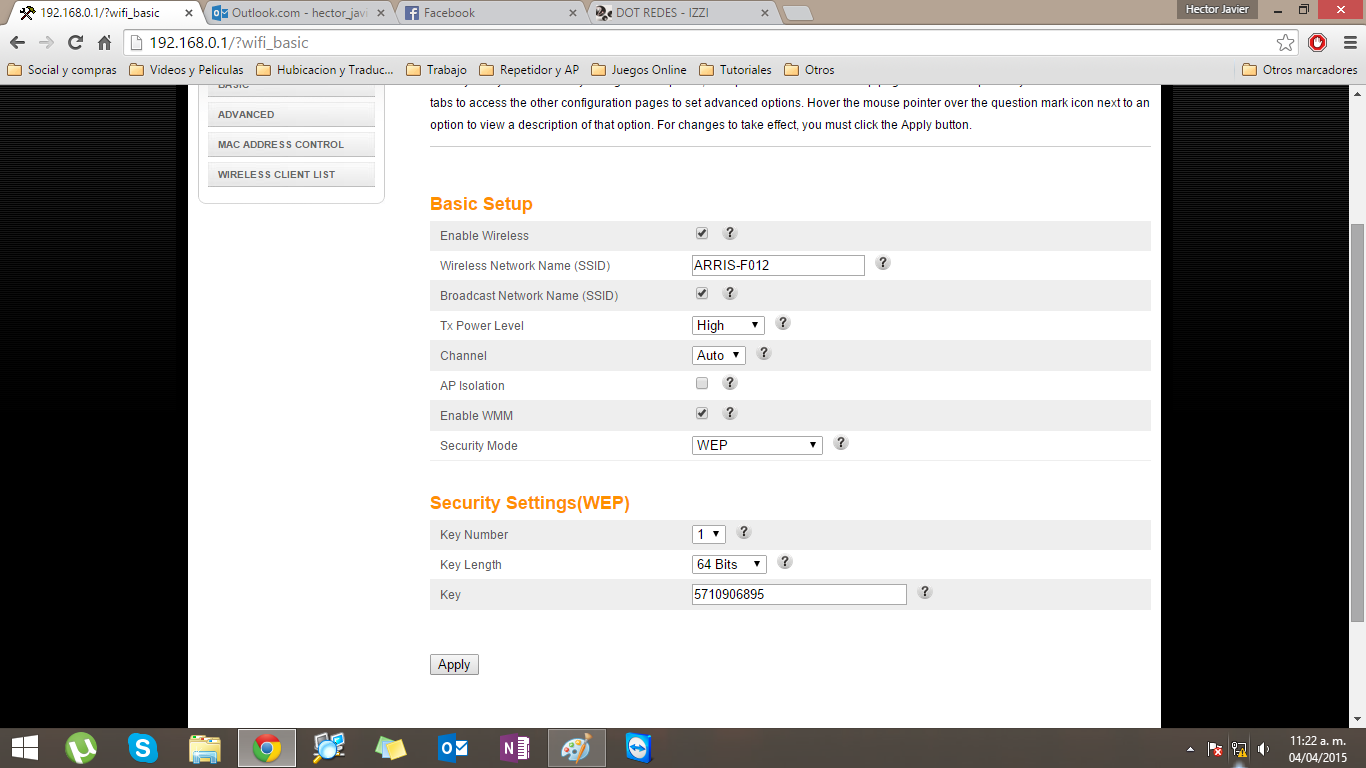 192.168.0.1/?wifi_basic
Outlook.com - hector_javi
Facebook
DOT REDES - IZZI
Hector Javier
192.168.0.1/?wifi_basic
Social y compras
Videos y Peliculas
Hubicacion y Traduc...
Trabajo
Repetidor y AP
Juegos Online
Tutoriales
Otros
Otros marcadores
BASIC
ADVANCED
MAC ADDRESS CONTROL
WIRELESS CLIENT LIST
tabs to access the other configuration pages to set advanced options. Hover the mouse pointer over the question mark icon next to an
option to view a description of that option. For changes to take effect, you must click the Apply button.
Basic Setup
Enable Wireless ?
Wireless Network Name (SSID) ARRIS-F012 ?
Broadcast Network Name (SSID) ?
Tx Power Level High ?
Channel Auto ?
AP Isolation ?
Enable WMM ?
Security Mode WEP ?
Security Settings(WEP)
Key Number 1 ?
Key Length 64 Bits ?
Key 5710906895 ?
Apply
11:22 a. m.
04/04/2015